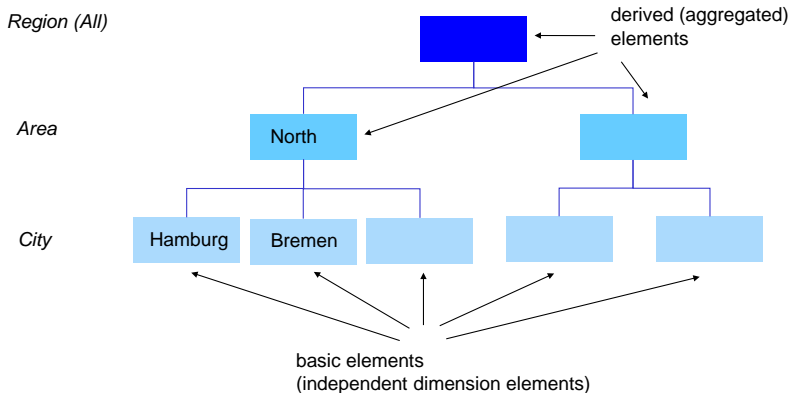 Region (All)
derived (aggregated)
elements
Area
North
City
Hamburg
Bremen
basic elements
(independent dimension elements)